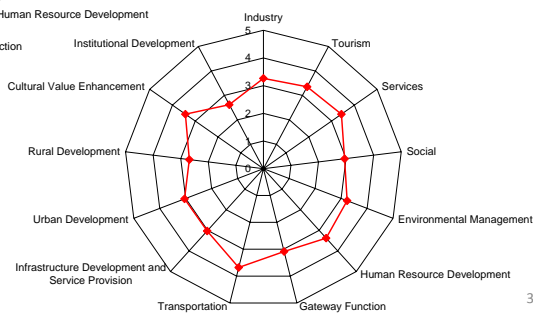 Human Resource Development
ction
Industry
Institutional Development
Tourism
Cultural Value Enhancement
Services
Rural Development
Social
Urban Development
Environmental Management
Infrastructure Development and
Service Provision
Human Resource Development
Transportation
Gateway Function
5
4
3
2
1
0
3